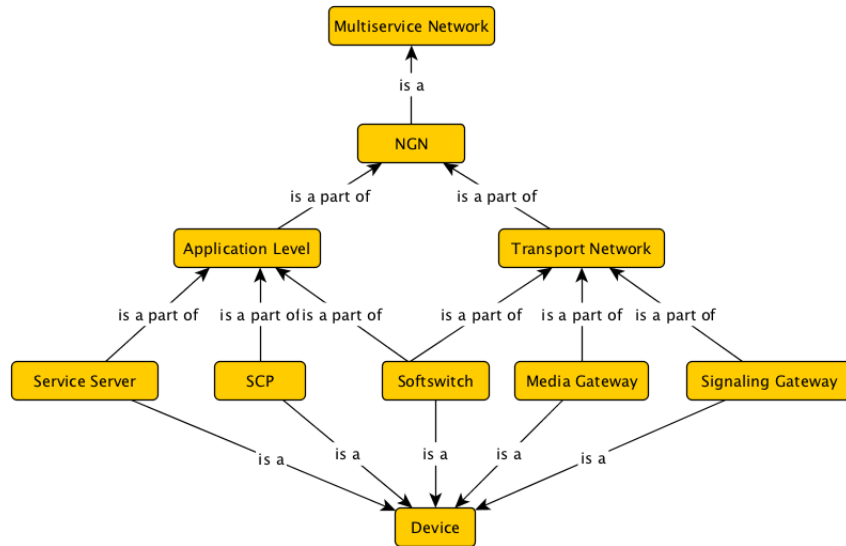 Multiservice Network
is a
NGN
is a part of
is a part of
Application Level
Transport Network
is a part of
is a part of
is a part of
is a part of
is a part of
is a part of
Service Server
SCP
Softswitch
Media Gateway
Signaling Gateway
is a
is a
is a
is a
is a
Device